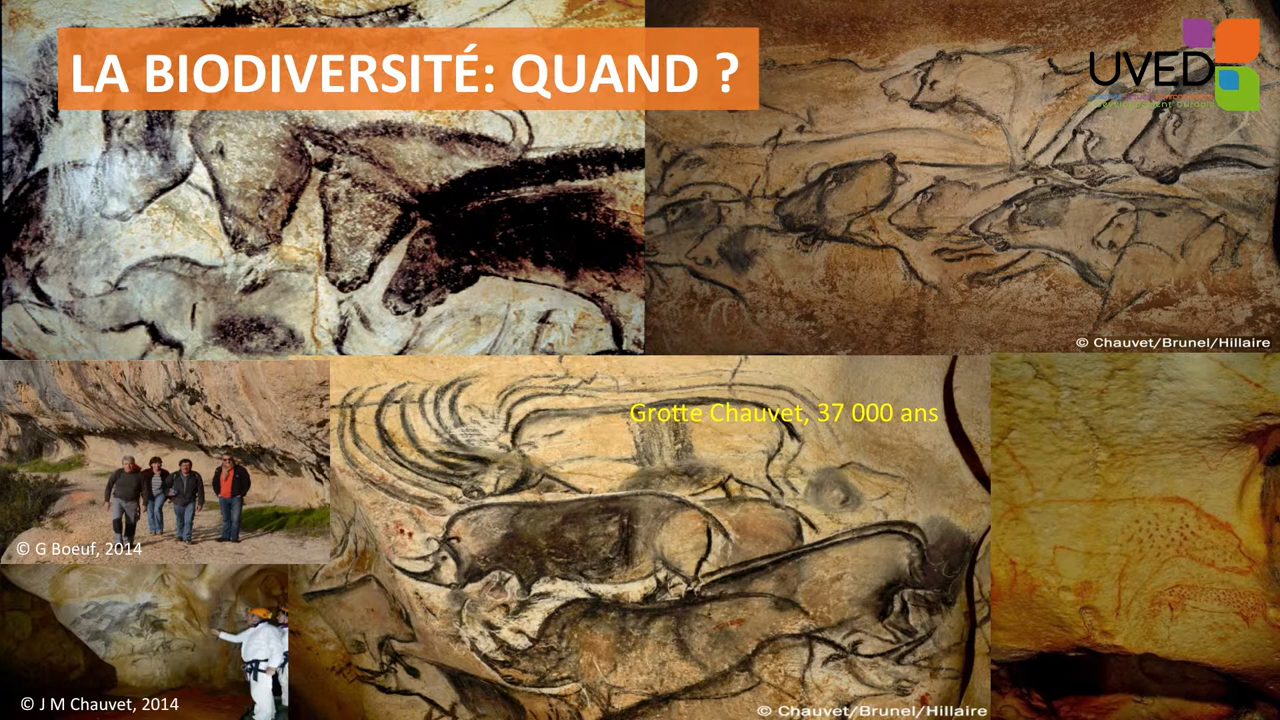 LA BIODIVERSITÉ: QUAND ?
UVED
© Chauvet/Brunel/Hillaire
Grotte Chauvet, 37 000 ans
© G Boeuf, 2014
© J M Chauvet, 2014
© Chauvet/Brunel/Hillaire